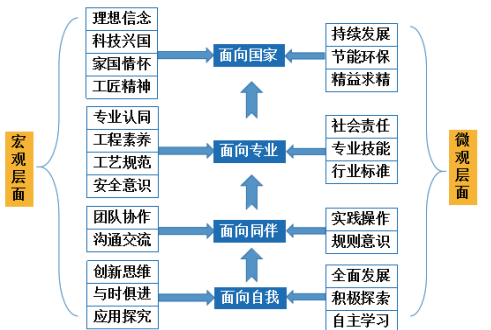 宏观层面
理想信念
科技兴国
家国情怀
工匠精神
专业认同
工程素养
工艺规范
安全意识
团队协作
沟通交流
创新思维
与时俱进
应用探究
面向国家
面向专业
面向同伴
面向自我
持续发展
节能环保
精益求精
社会责任
专业技能
行业标准
实践操作
规则意识
全面发展
积极探索
自主学习
微观层面